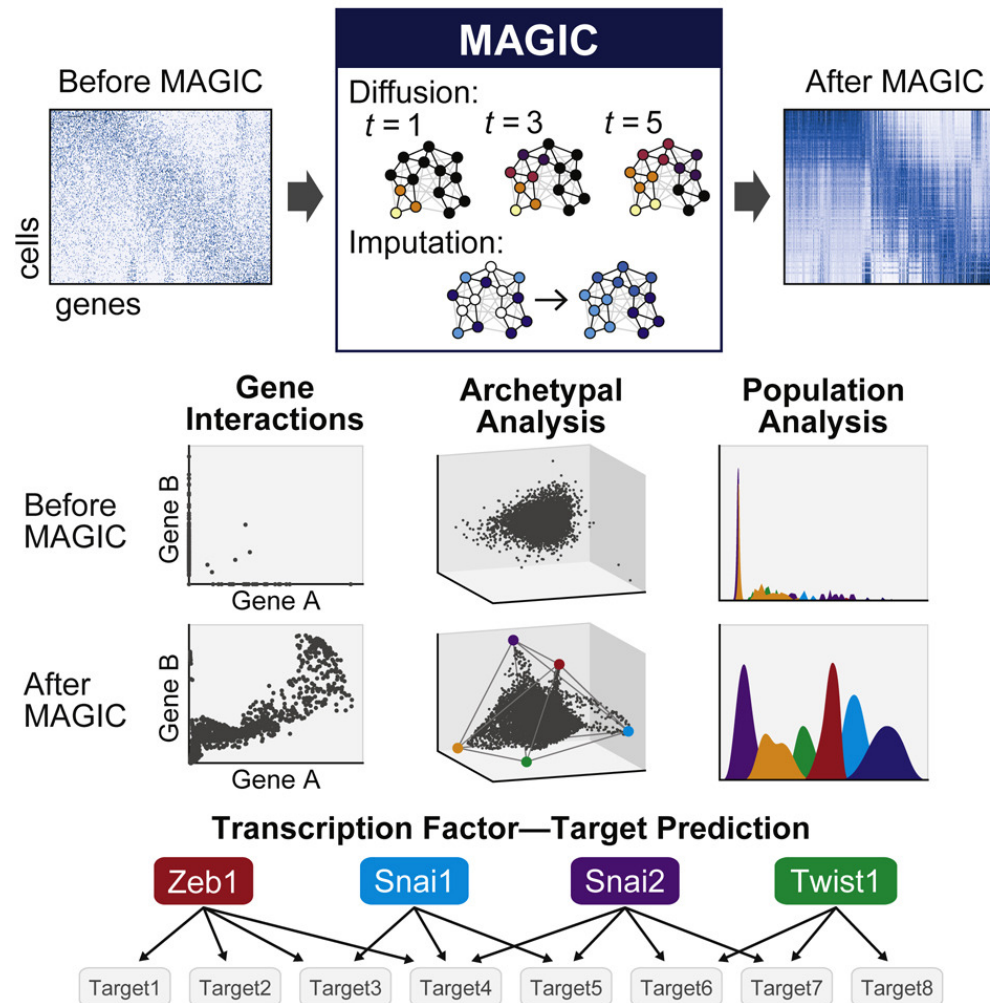 MAGIC
Before MAGIC
After MAGIC
Diffusion:
t = 1
t = 3
t = 5
Imputation:
cells
genes
Gene
Interactions
Archetypal
Analysis
Population
Analysis
Before
MAGIC
Gene B
Gene A
After
MAGIC
Gene B
Gene A
Transcription Factor—Target Prediction
Zeb1
Snai1
Snai2
Twist1
Target1
Target2
Target3
Target4
Target5
Target6
Target7
Target8